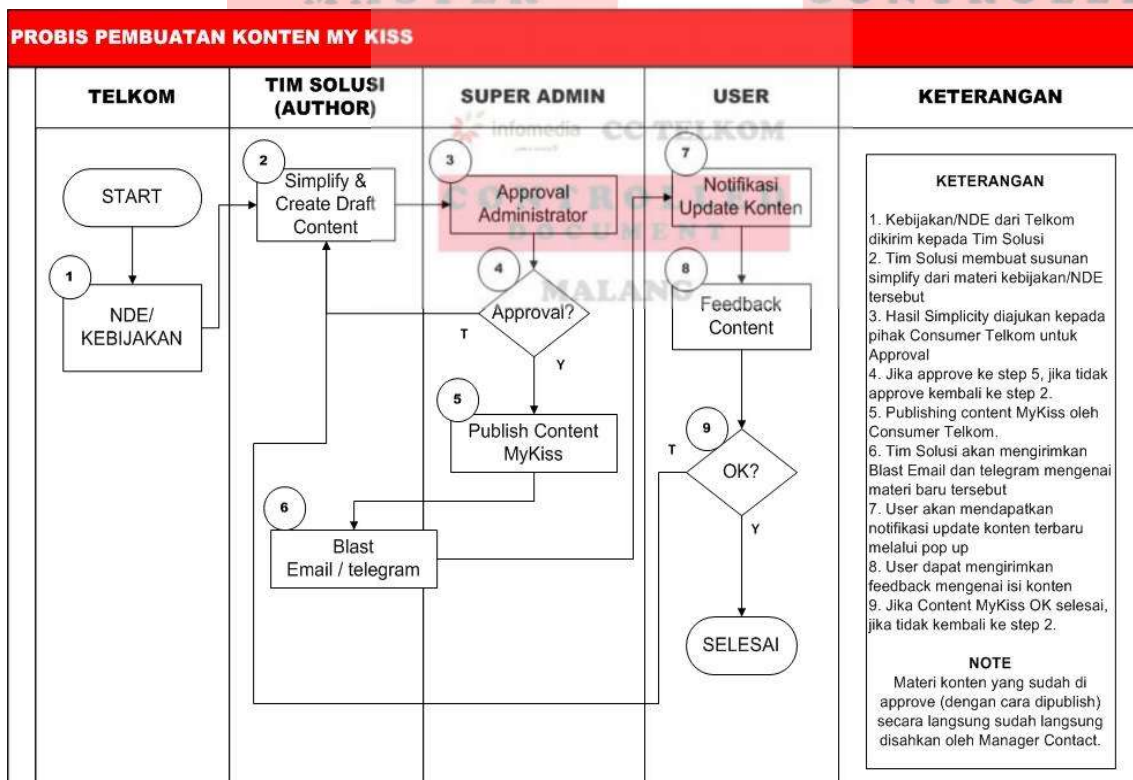 MASTER
CONTROLLED
PROBIS PEMBUATAN KONTEN MY KISS
TELKOM
TIM SOLUSI
(AUTHOR)
SUPER ADMIN
USER
KETERANGAN
infomedia CC TELKOM
CONTROLLED
DOCUMENT
MALANG
START
1
NDE/
KEBIJAKAN
2
Simplify &
Create Draft
Content
3
Approval
Administrator
4
Approval?
T
Y
5
Publish Content
MyKiss
6
Blast
Email / telegram
7
Notifikasi
Update Konten
8
Feedback
Content
9
OK?
T
Y
SELESAI
KETERANGAN
1. Kebijakan/NDE dari Telkom
dikirim kepada Tim Solusi
2. Tim Solusi membuat susunan
simplify dari materi kebijakan/NDE
tersebut
3. Hasil Simplicity diajukan kepada
pihak Consumer Telkom untuk
Approval
4. Jika approve ke step 5, jika tidak
approve kembali ke step 2.
5. Publishing content MyKiss oleh
Consumer Telkom.
6. Tim Solusi akan mengirimkan
Blast Email dan telegram mengenai
materi baru tersebut
7. User akan mendapatkan
notifikasi update konten terbaru
melalui pop up
8. User dapat mengirimkan
feedback mengenai isi konten
9. Jika Content MyKiss OK selesai,
jika tidak kembali ke step 2.
NOTE
Materi konten yang sudah di
approve (dengan cara dipublish)
secara langsung sudah langsung
disahkan oleh Manager Contact.